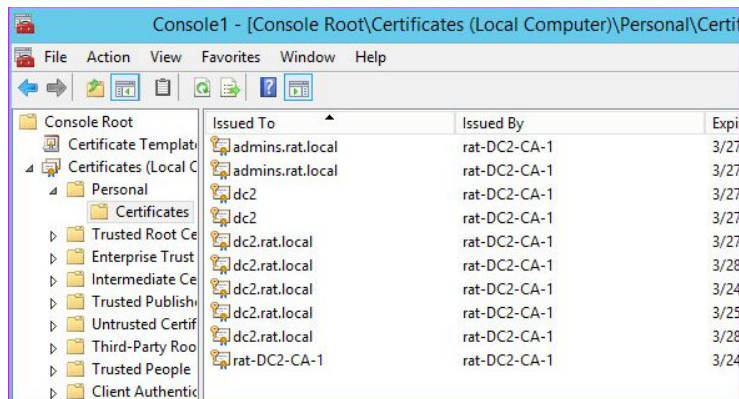 Console1 - [Console Root\Certificates (Local Computer)\Personal\Certif
File Action View Favorites Window Help
Console Root
Certificate Templat
Certificates (Local C
Personal
Certificates
Trusted Root Ce
Enterprise Trust
Intermediate Ce
Trusted Publish
Untrusted Certif
Third-Party Roo
Trusted People
Client Authentic
Issued To Issued By Expi
admins.rat.local rat-DC2-CA-1 3/27
admins.rat.local rat-DC2-CA-1 3/27
dc2 rat-DC2-CA-1 3/27
dc2 rat-DC2-CA-1 3/27
dc2.rat.local rat-DC2-CA-1 3/27
dc2.rat.local rat-DC2-CA-1 3/28
dc2.rat.local rat-DC2-CA-1 3/24
dc2.rat.local rat-DC2-CA-1 3/25
dc2.rat.local rat-DC2-CA-1 3/28
rat-DC2-CA-1 rat-DC2-CA-1 3/24